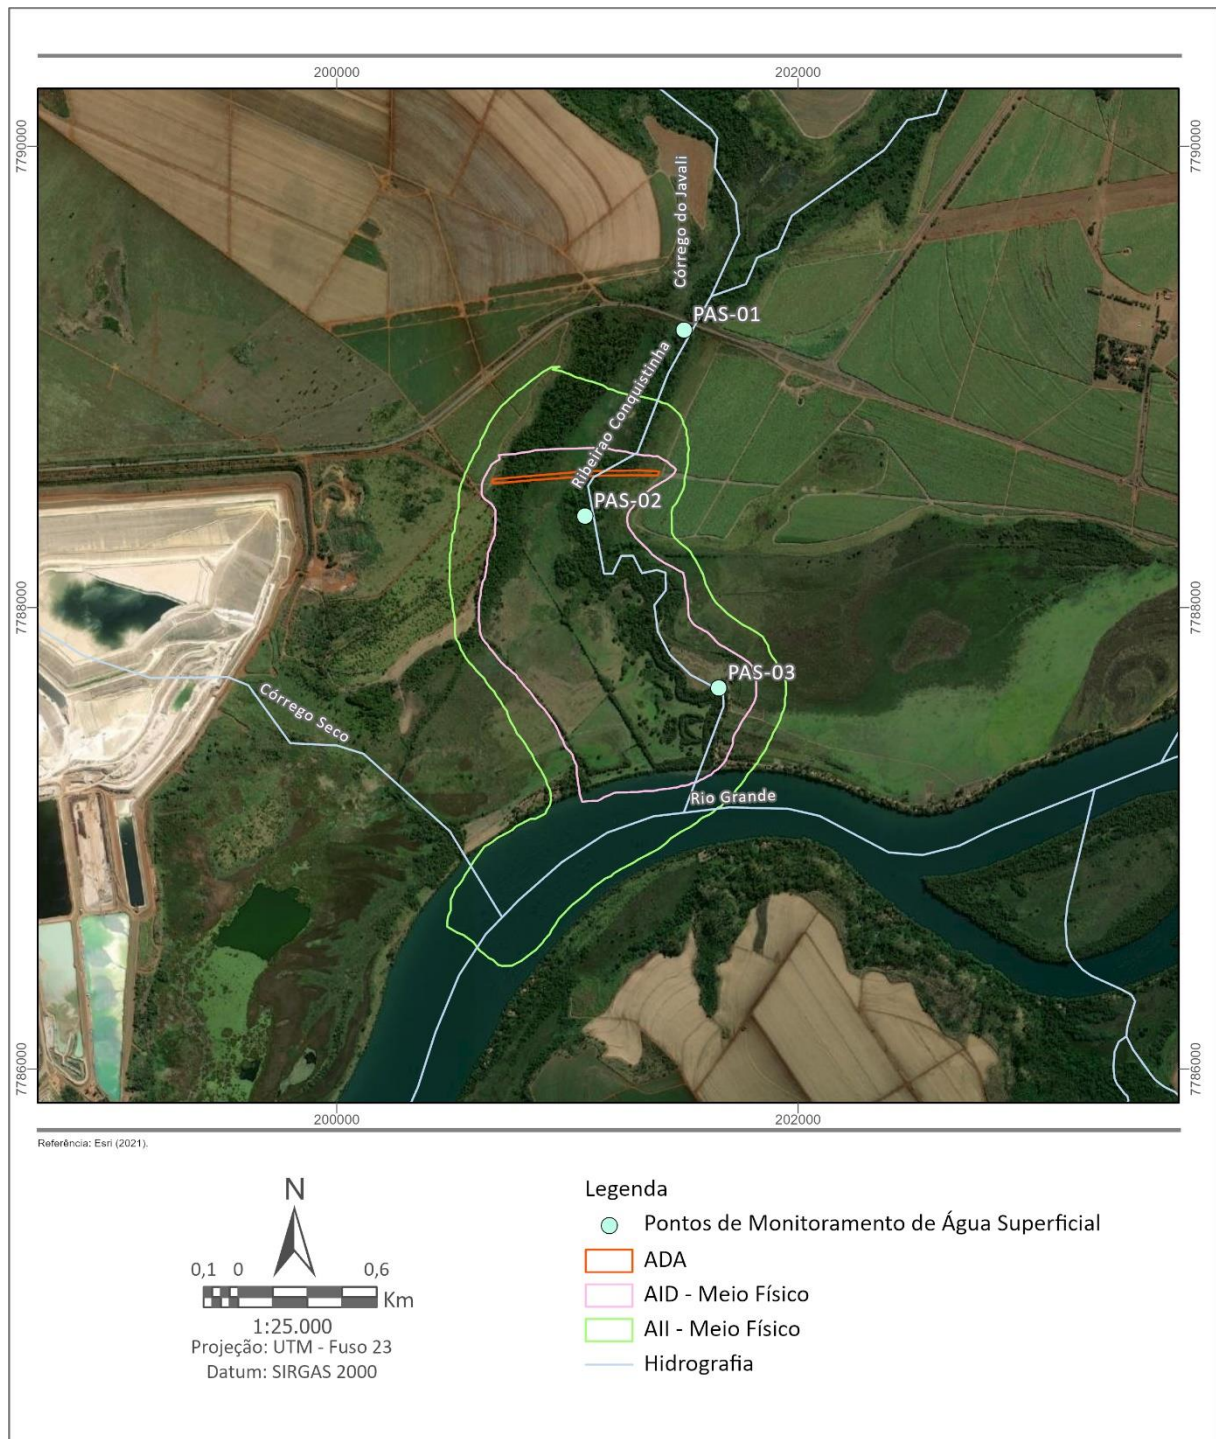 200000
202000
7790000
7790000
Córrego do Javali
PAS-01
Ribeirao Conquistinha
PAS-02
7788000
7788000
PAS-03
Córrego Seco
Rio Grande
7786000
7786000
200000
202000
Referência: Esri (2021).
N
0,1 0 0,6
Km
1:25.000
Projeção: UTM - Fuso 23
Datum: SIRGAS 2000
Legenda
Pontos de Monitoramento de Água Superficial
ADA
AID - Meio Físico
AII - Meio Físico
Hidrografia